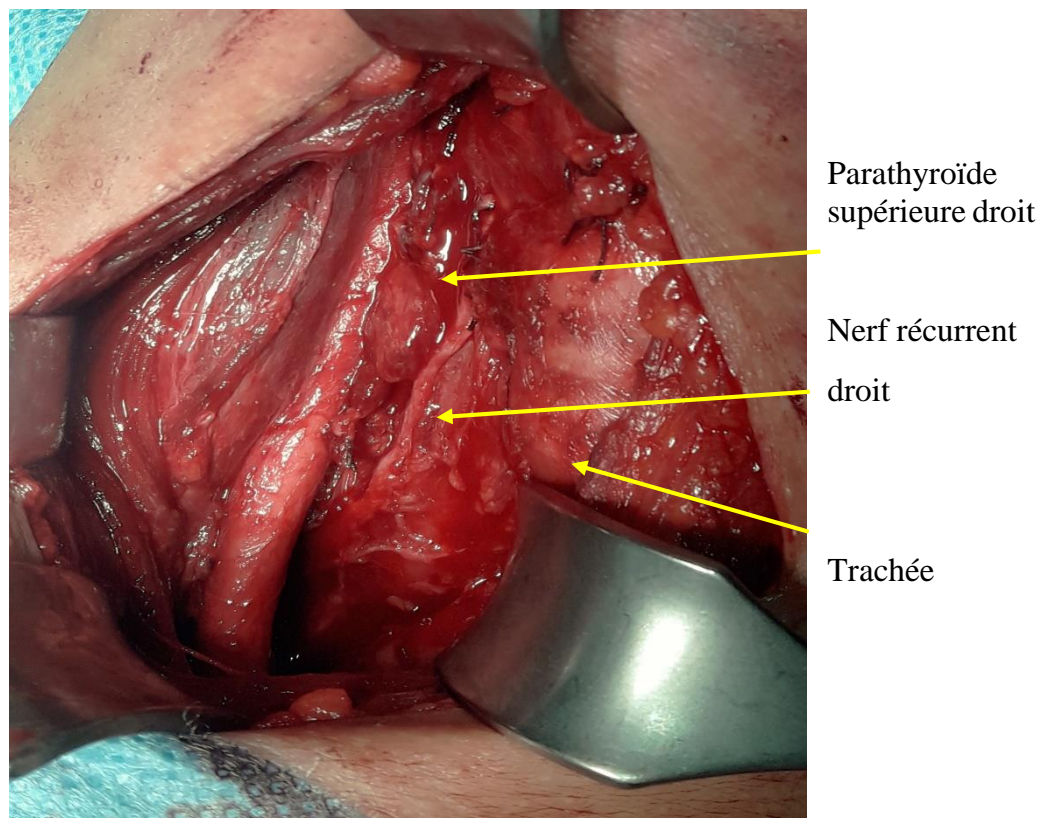 Parathyroïde
supérieure droit
Nerf récurrent
droit
Trachée